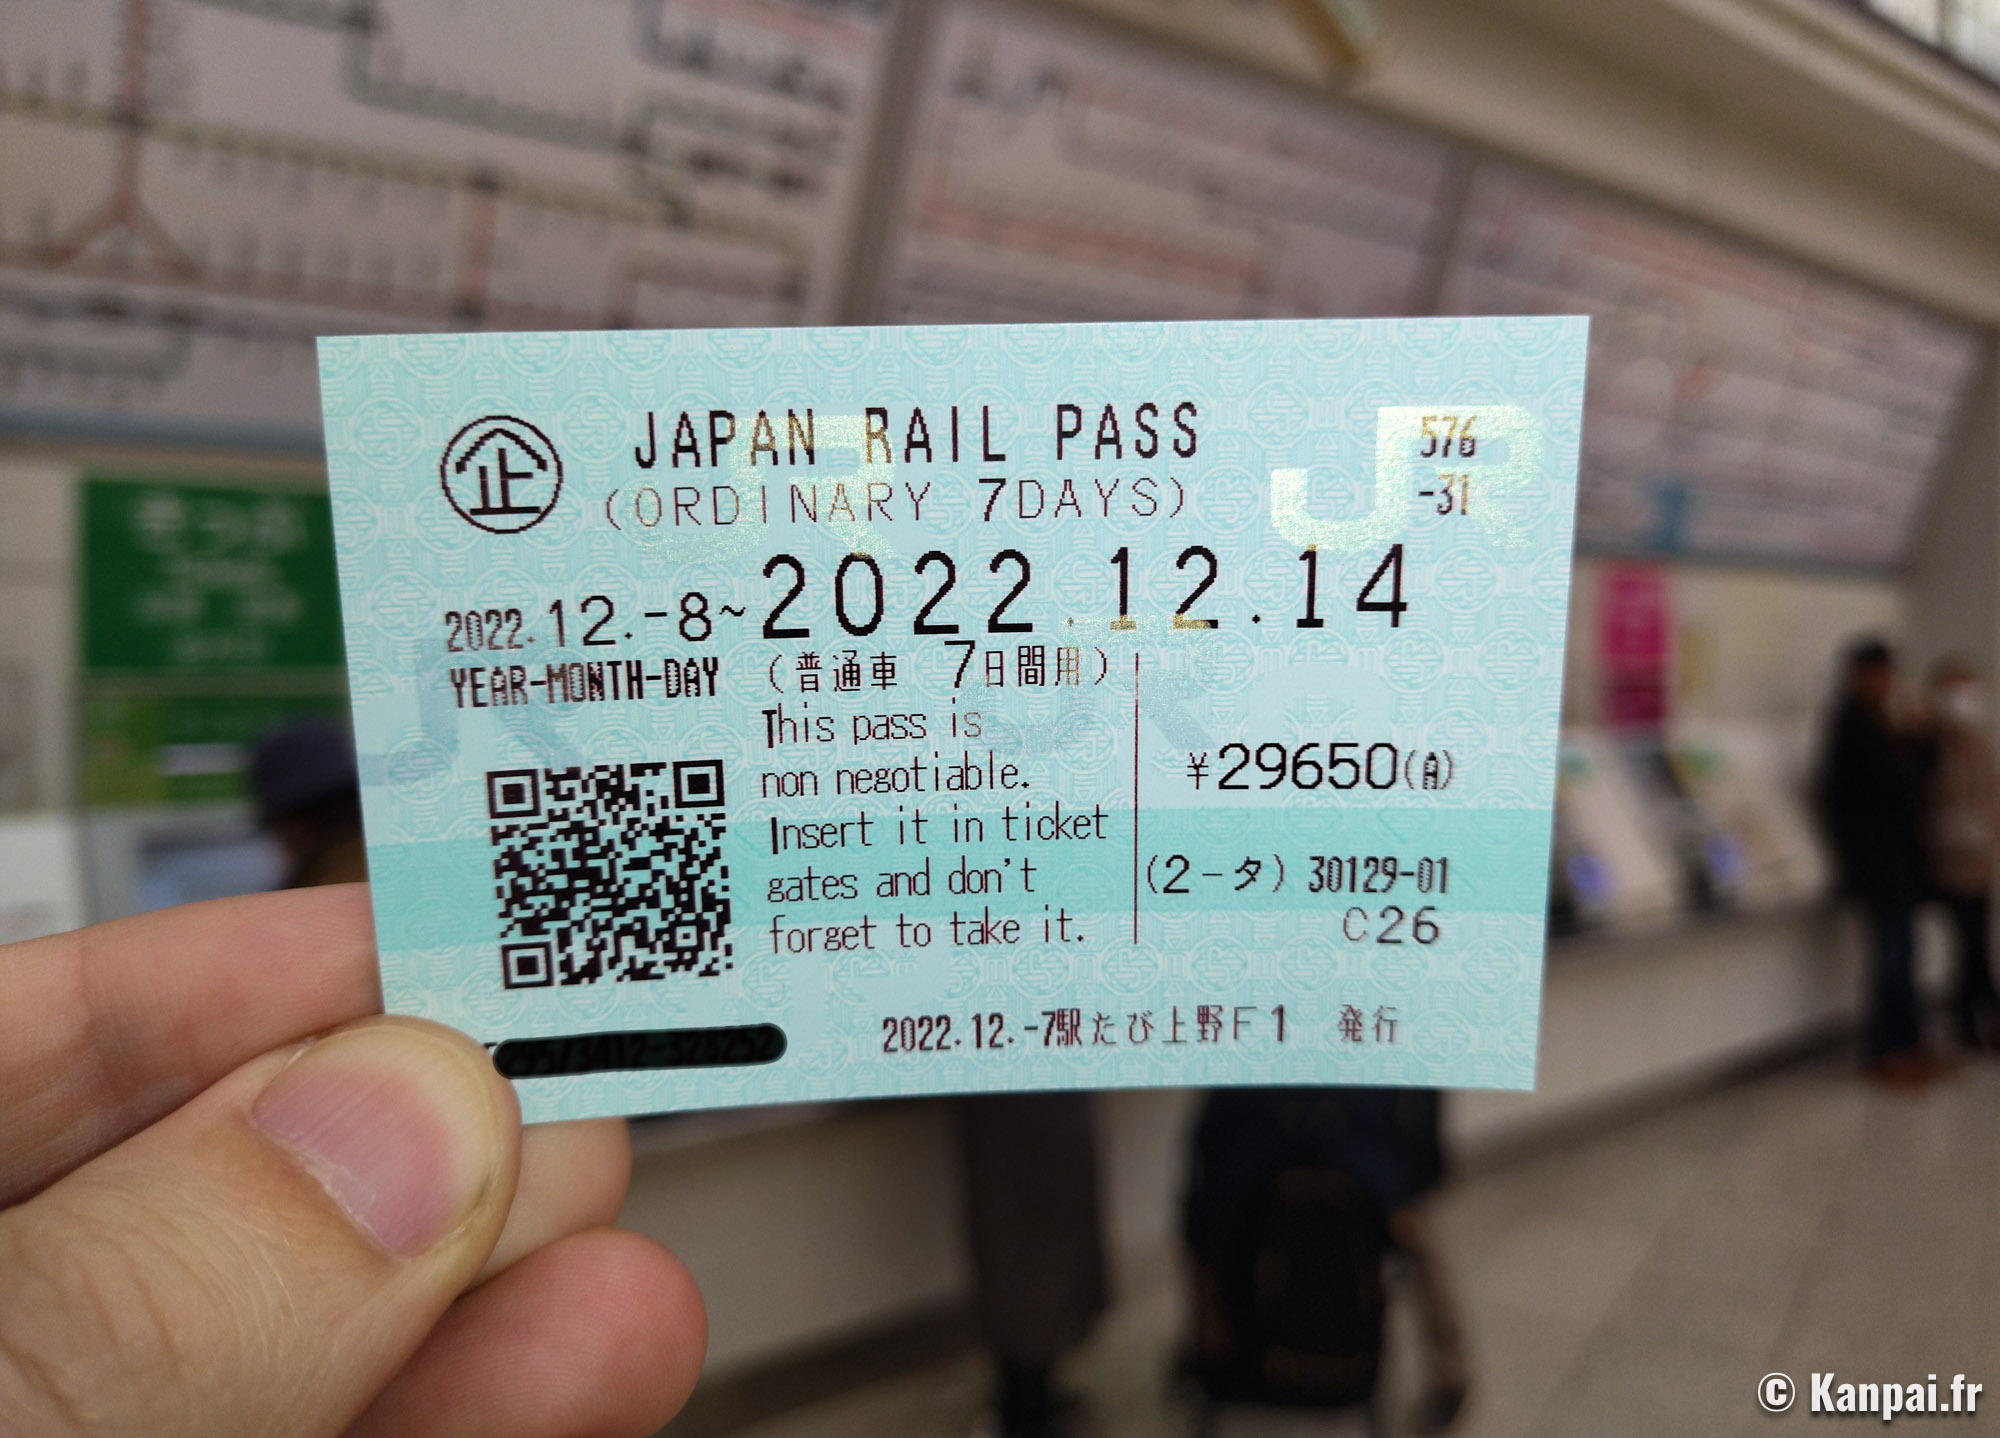 企 JAPAN RAIL PASS
576
(ORDINARY 7DAYS)
-31
2022.12.-8~2022.12.14
YEAR-MONTH-DAY (普通車 7日間用)
This pass is
non negotiable.
Insert it in ticket
gates and don't
forget to take it.
¥29650(A)
(2-タ) 30129-01
C26
2022.12.-7駅たび上野F1 発行
JR
© Kanpai.fr